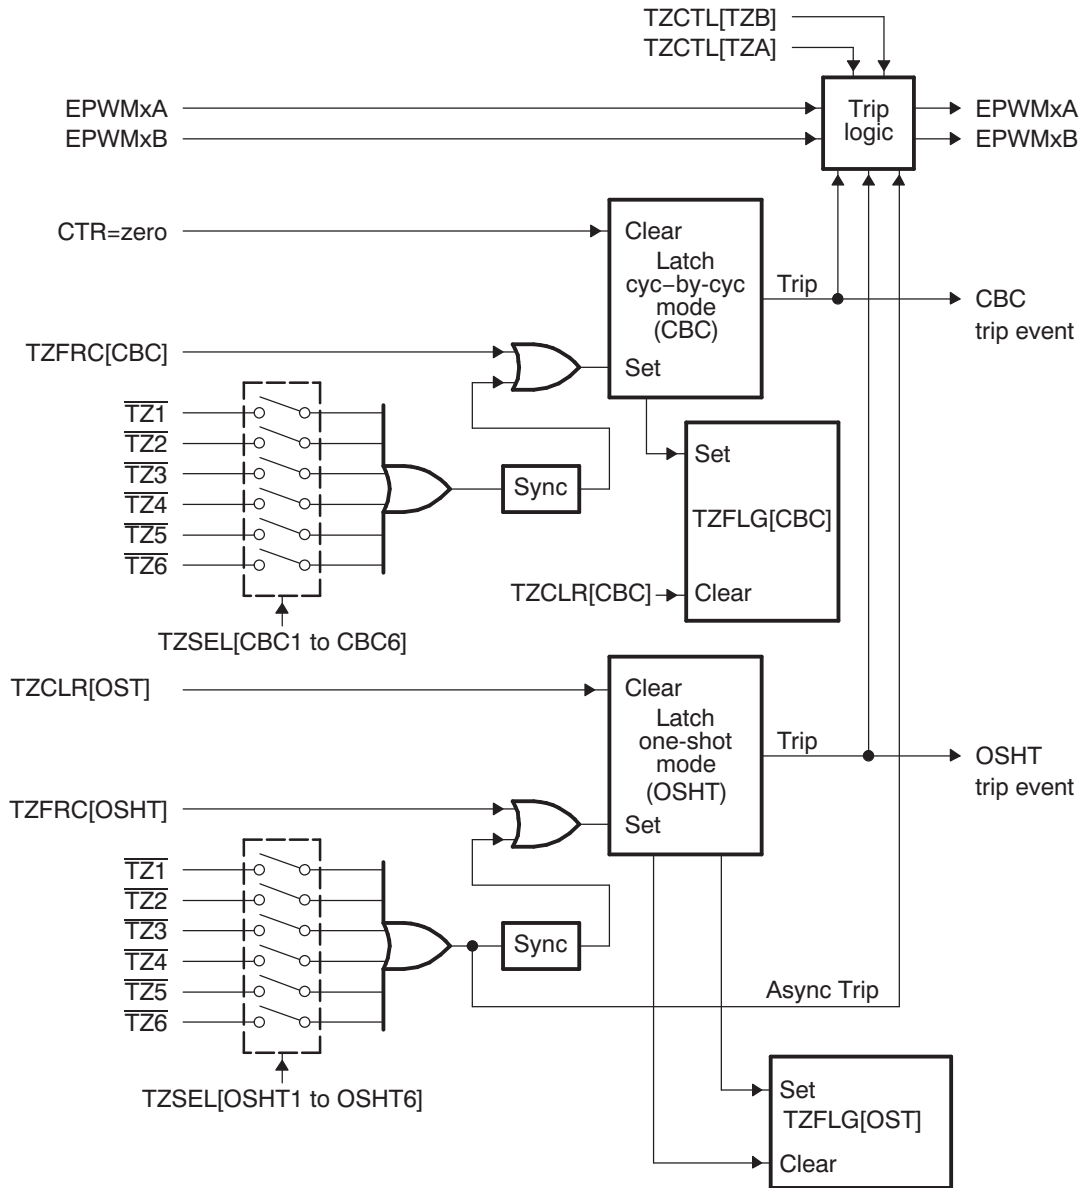 TZCTL[TZB]
TZCTL[TZA]
EPWMxA
EPWMxB
Trip
logic
EPWMxA
EPWMxB
CTR=zero
Clear
Latch
cyc−by-cyc
mode
(CBC)
Set
Trip
CBC
trip event
TZFRC[CBC]
TZ1
TZ2
TZ3
TZ4
TZ5
TZ6
Sync
Set
TZFLG[CBC]
Clear
TZCLR[CBC]
TZSEL[CBC1 to CBC6]
TZCLR[OST]
Clear
Latch
one-shot
mode
(OSHT)
Set
Trip
OSHT
trip event
TZFRC[OSHT]
TZ1
TZ2
TZ3
TZ4
TZ5
TZ6
Sync
Async Trip
TZSEL[OSHT1 to OSHT6]
Set
TZFLG[OST]
Clear